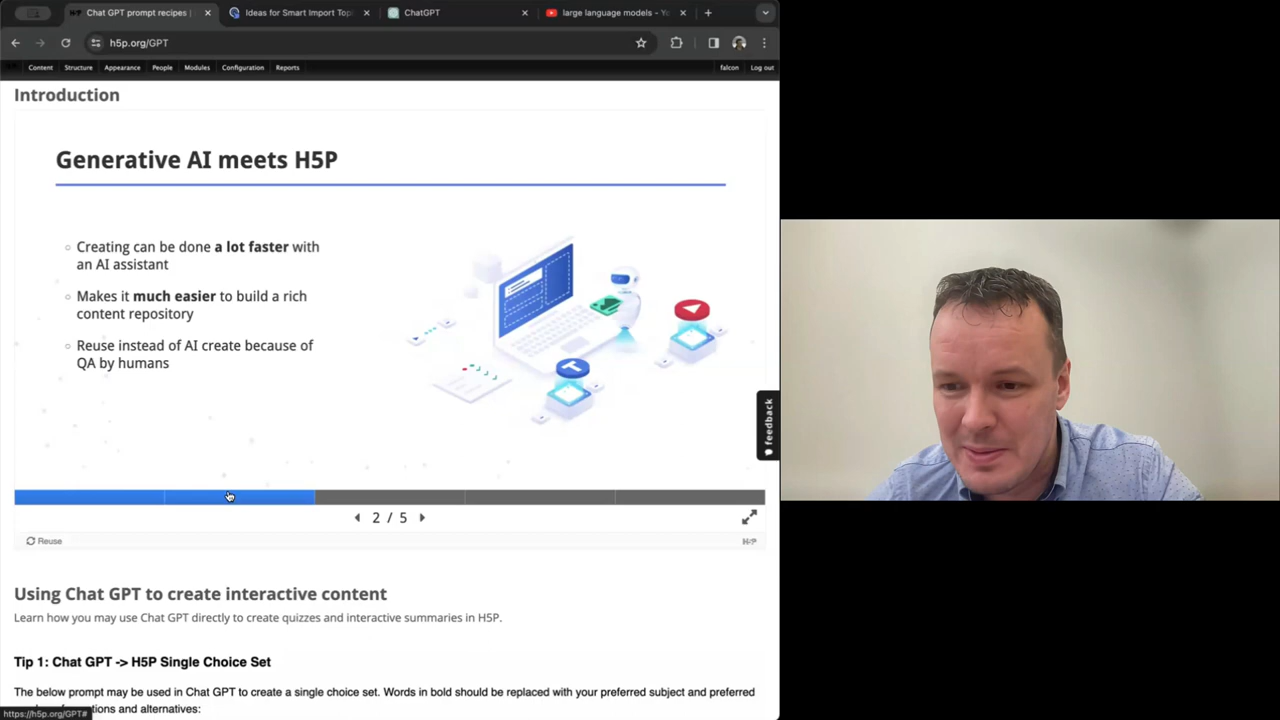 Chat GPT prompt recipes |
Ideas for Smart Import Topi
ChatGPT
large language models - Yo
h5p.org/GPT
Content Structure Appearance People Modules Configuration Reports
falcon Log out
Introduction
Generative AI meets H5P
Creating can be done a lot faster with
an AI assistant
Makes it much easier to build a rich
content repository
Reuse instead of AI create because of
QA by humans
feedback
2 / 5
Reuse
H5P
Using Chat GPT to create interactive content
Learn how you may use Chat GPT directly to create quizzes and interactive summaries in H5P.
Tip 1: Chat GPT -> H5P Single Choice Set
The below prompt may be used in Chat GPT to create a single choice set. Words in bold should be replaced with your preferred subject and preferred
tions and alternatives:
https://h5p.org/GPT#